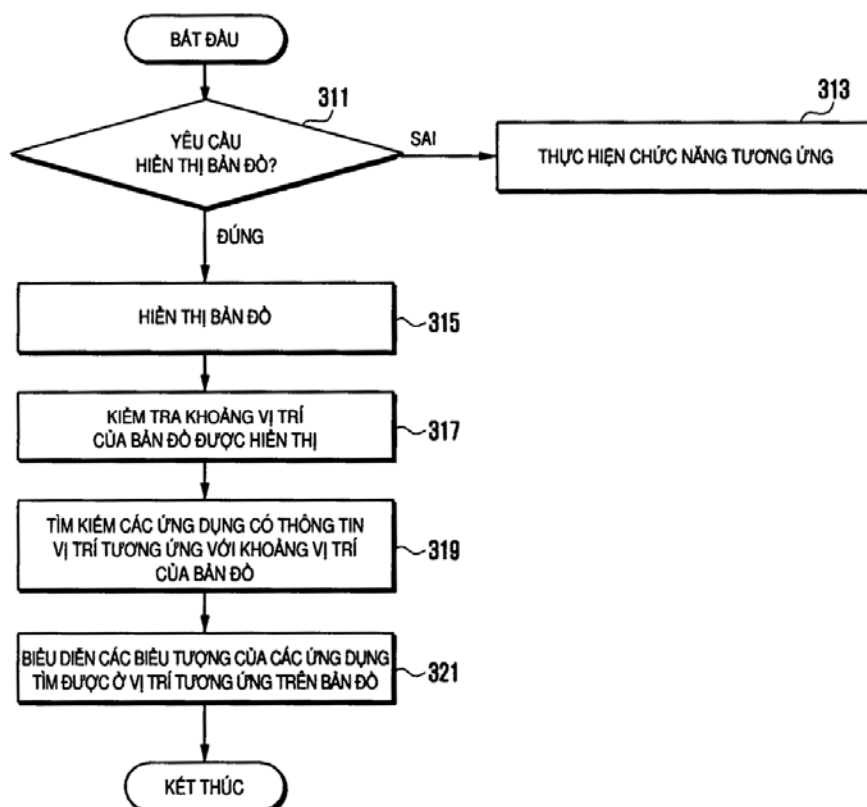 BẮT ĐẦU
311
YÊU CẦU
HIỂN THỊ BẢN ĐỒ?
SAI
313
THỰC HIỆN CHỨC NĂNG TƯƠNG ỨNG
ĐÚNG
HIỂN THỊ BẢN ĐỒ
315
KIỂM TRA KHOẢNG VỊ TRÍ
CỦA BẢN ĐỒ ĐƯỢC HIỂN THỊ
317
TÌM KIẾM CÁC ỨNG DỤNG CÓ THÔNG TIN
VỊ TRÍ TƯƠNG ỨNG VỚI KHOẢNG VỊ TRÍ
CỦA BẢN ĐỒ
319
BIỂU DIỄN CÁC BIỂU TƯỢNG CỦA CÁC ỨNG DỤNG
TÌM ĐƯỢC Ở VỊ TRÍ TƯƠNG ỨNG TRÊN BẢN ĐỒ
321
KẾT THÚC